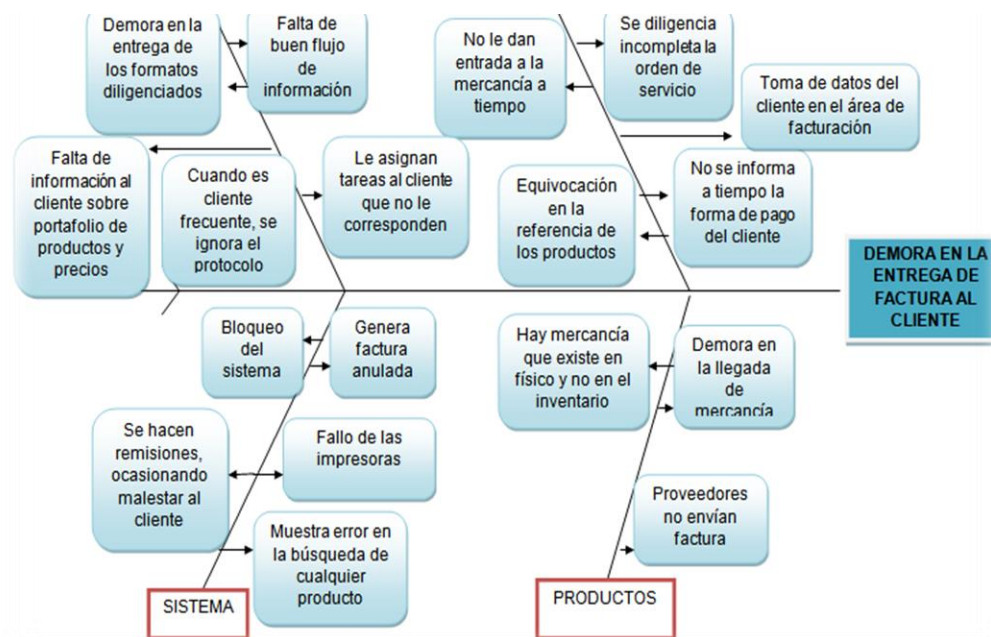 Demora en la
entrega de
los formatos
diligenciados
Falta de
buen flujo
de
información
No le dan
entrada a la
mercancía a
tiempo
Se diligencia
incompleta la
orden de
servicio
Toma de datos del
cliente en el área de
facturación
Falta de
información al
cliente sobre
portafolio de
productos y
precios
Cuando es
cliente
frecuente, se
ignora el
protocolo
Le asignan
tareas al cliente
que no le
corresponden
Equivocación
en la
referencia de
los productos
No se informa
a tiempo la
forma de pago
del cliente
DEMORA EN LA
ENTREGA DE
FACTURA AL
CLIENTE
Bloqueo
del
sistema
Genera
factura
anulada
Hay mercancía
que existe en
físico y no en el
inventario
Demora en
la llegada
de
mercancía
Se hacen
remisiones,
ocasionando
malestar al
cliente
Fallo de las
impresoras
Muestra error en
la búsqueda de
cualquier
producto
Proveedores
no envían
factura
SISTEMA
PRODUCTOS